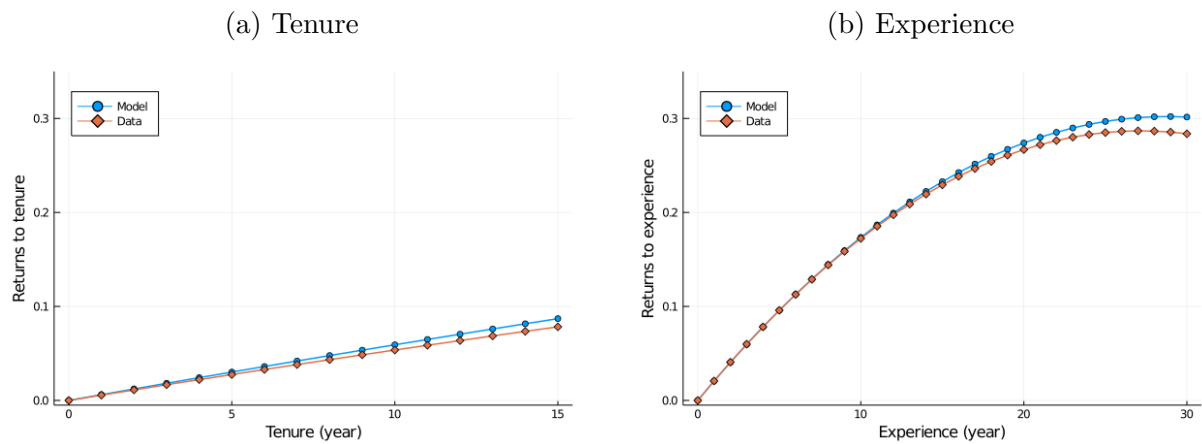 (a) Tenure
Returns to tenure
0.3
0.2
0.1
0.0
Model
Data
0
5
10
15
Tenure (year)
(b) Experience
Returns to experience
0.3
0.2
0.1
0.0
Model
Data
0
10
20
30
Experience (year)